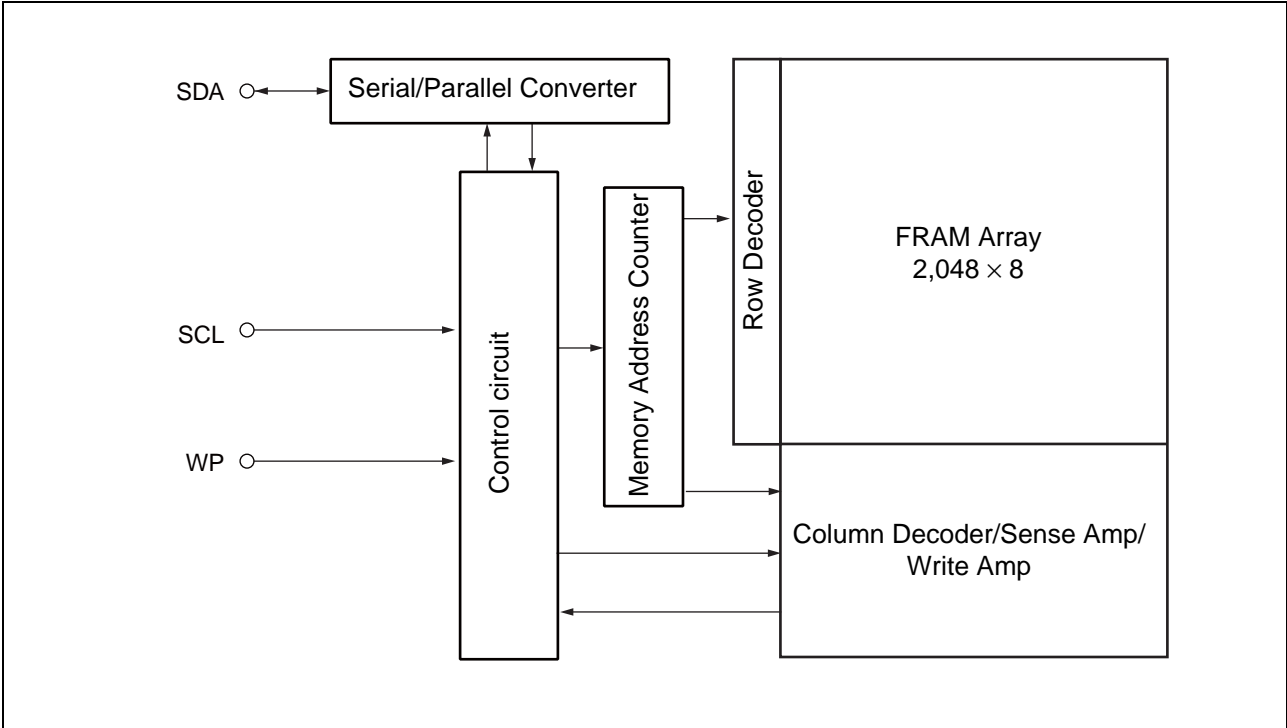 SDA
Serial/Parallel Converter
SCL
WP
Control circuit
Memory Address Counter
Row Decoder
FRAM Array
2,048 × 8
Column Decoder/Sense Amp/
Write Amp